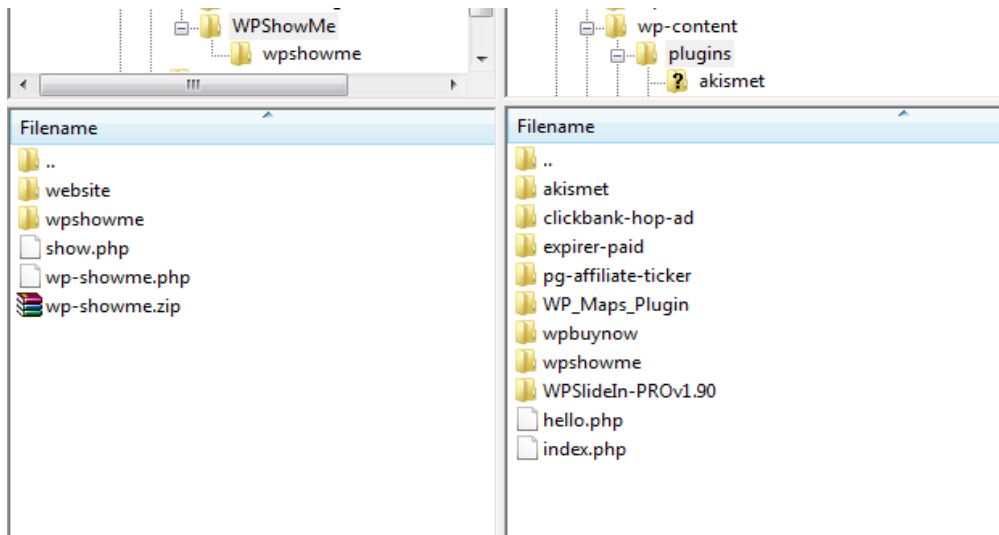 WPShowMe
wpshowme
Filename
..
website
wpshowme
show.php
wp-showme.php
wp-showme.zip
wp-content
plugins
? akismet
Filename
..
akismet
clickbank-hop-ad
expirer-paid
pg-affiliate-ticker
WP_Maps_Plugin
wpbuynow
wpshowme
WPSlideIn-PROv1.90
hello.php
index.php